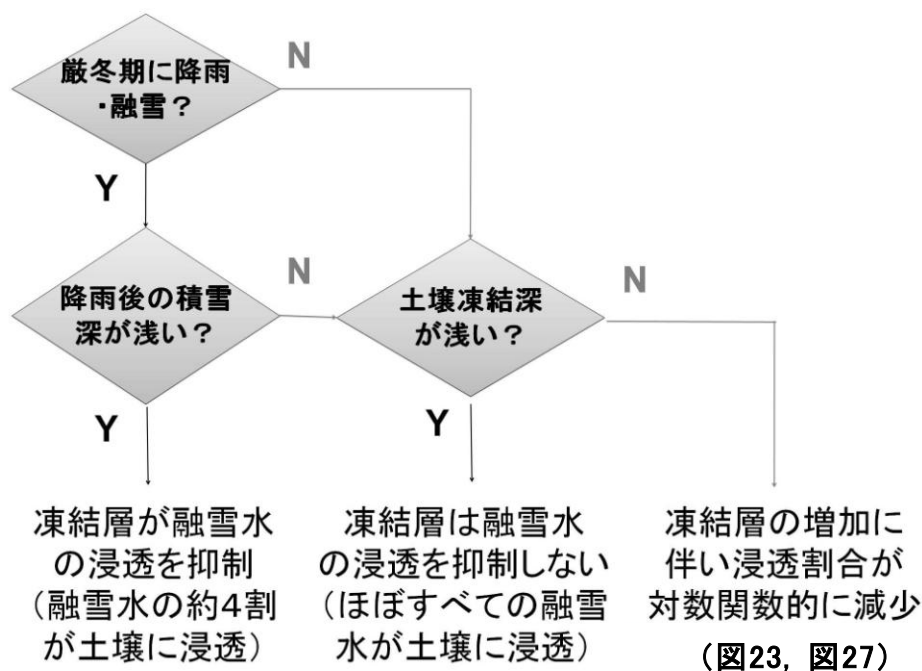 厳冬期に降雨
・融雪？
N
Y
降雨後の積雪
深が浅い？
N
土壌凍結深
が浅い？
N
Y
Y
凍結層が融雪水
の浸透を抑制
（融雪水の約４割
が土壌に浸透）
凍結層は融雪水
の浸透を抑制しない
（ほぼすべての融雪
水が土壌に浸透）
凍結層の増加に
伴い浸透割合が
対数関数的に減少
（図23，図27）